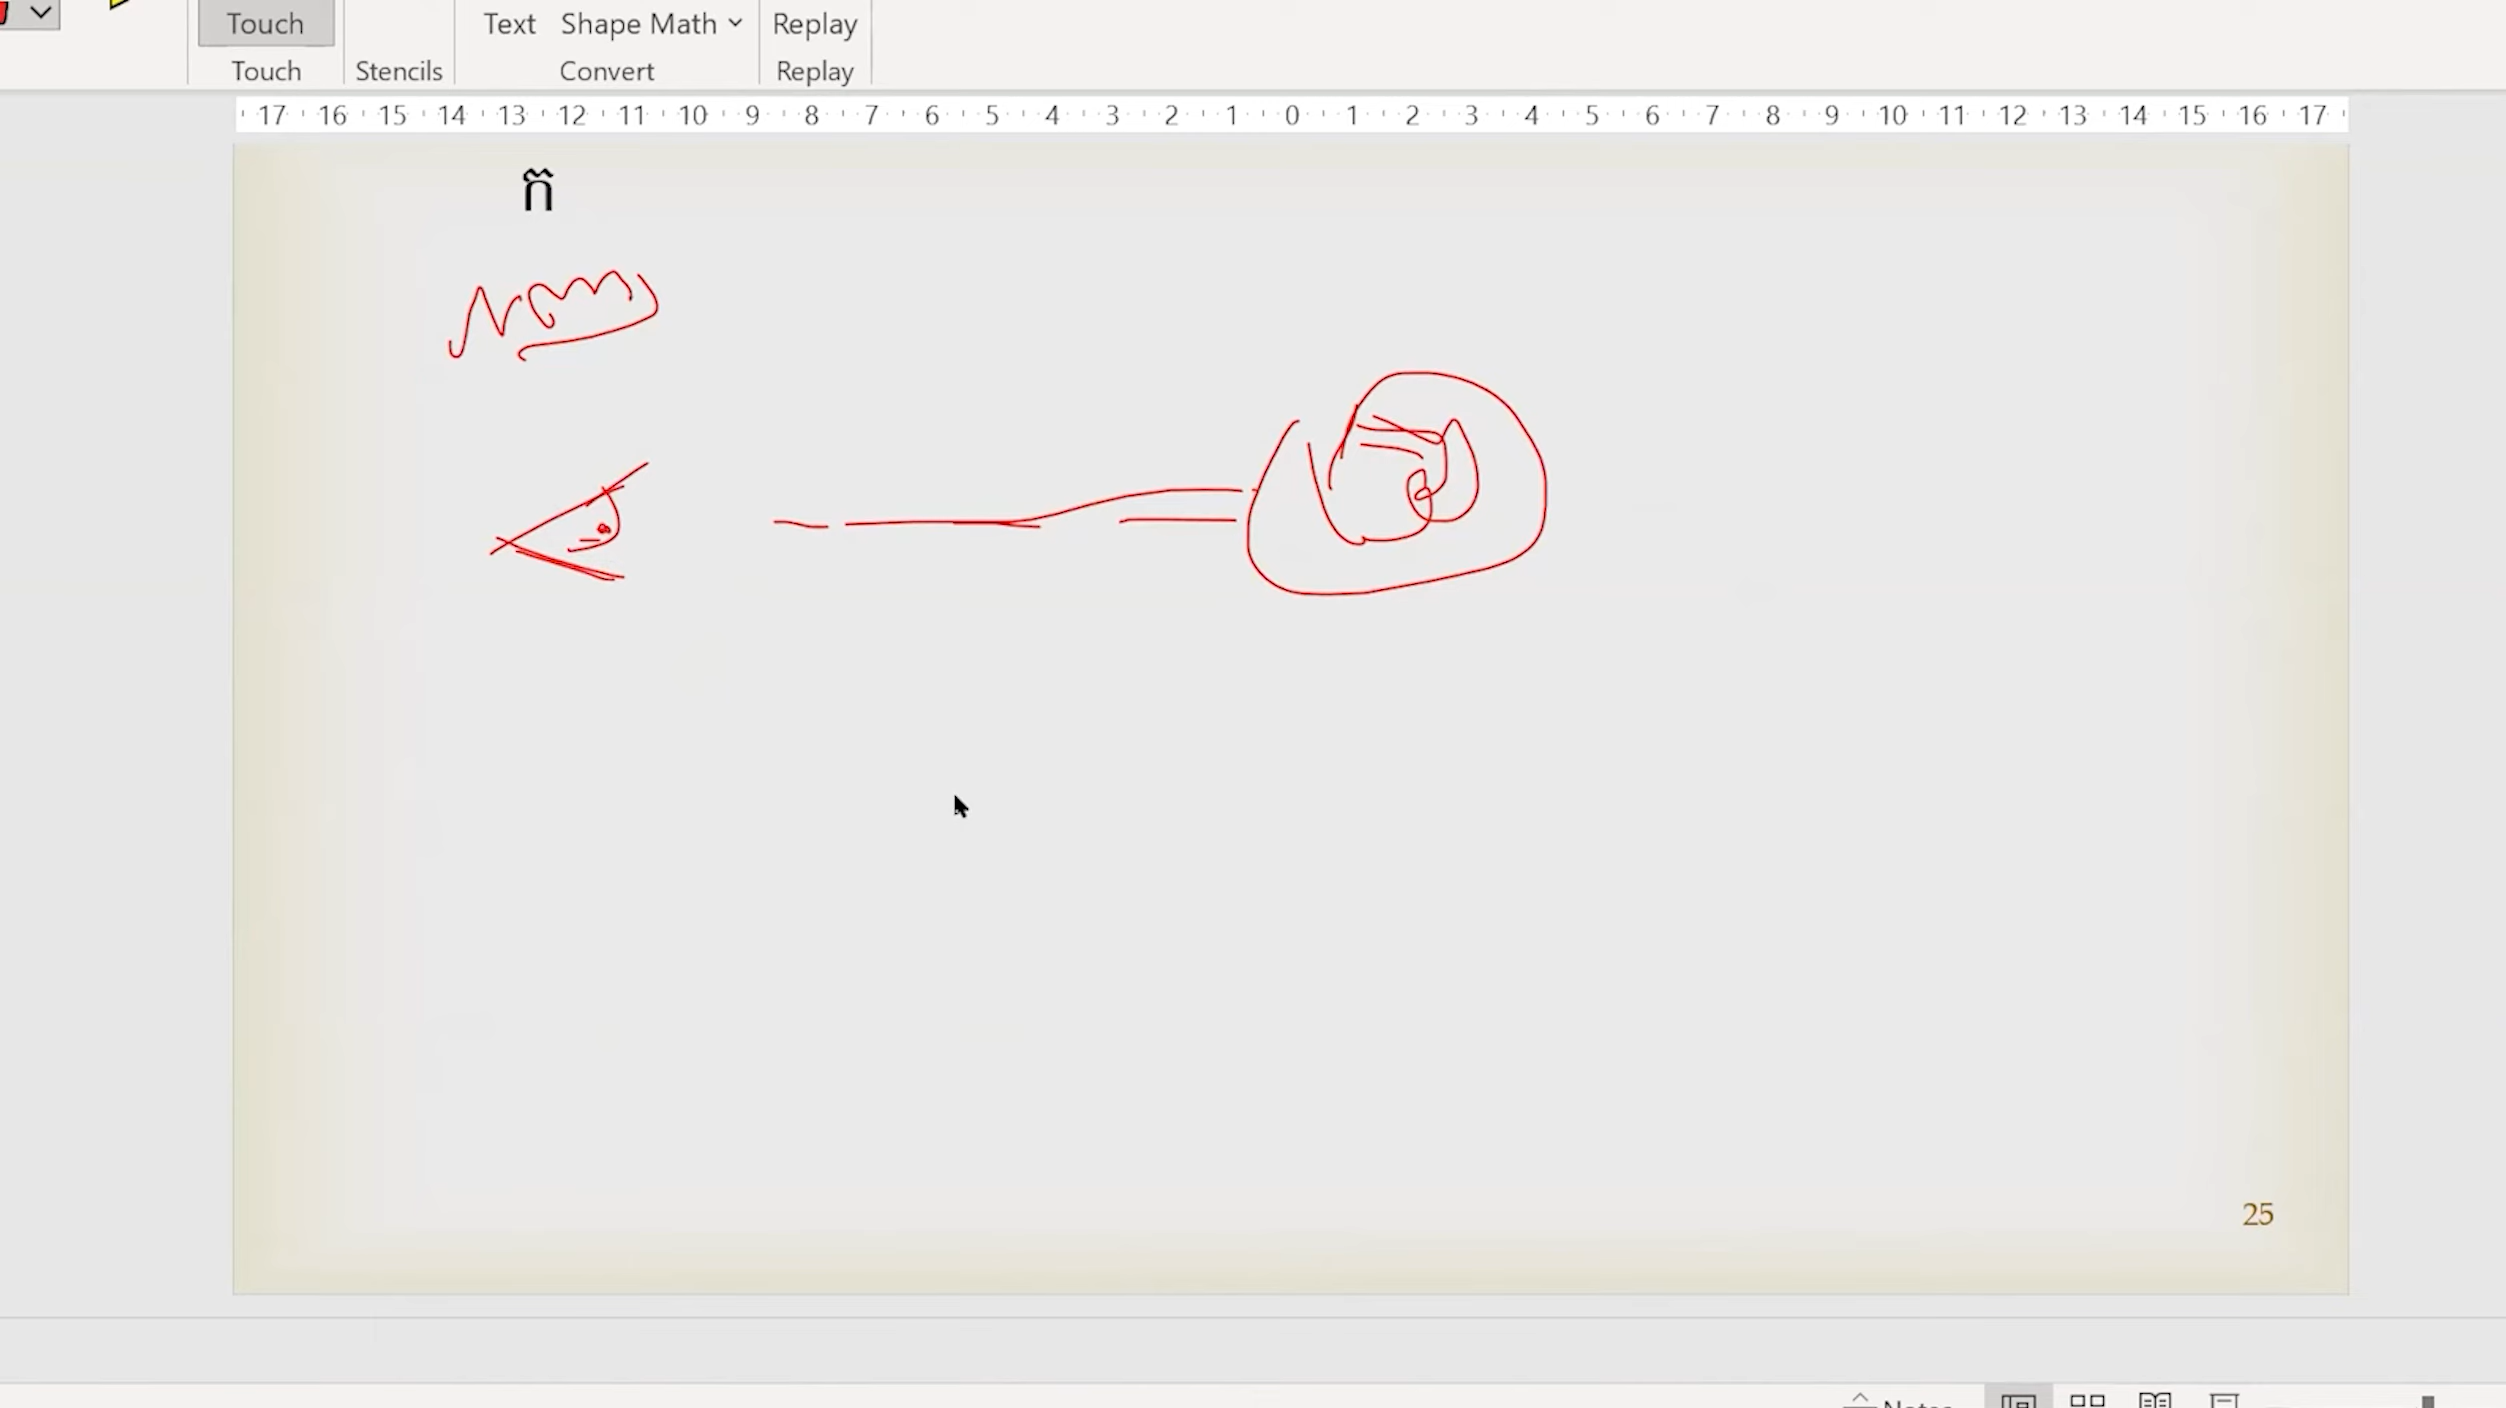 Touch Text Shape Math Replay
Touch Stencils Convert Replay
17 16 15 14 13 12 11 10 9 8 7 6 5 4 3 2 1 0 1 2 3 4 5 6 7 8 9 10 11 12 13 14 15 16 17
ñ
25
Notes